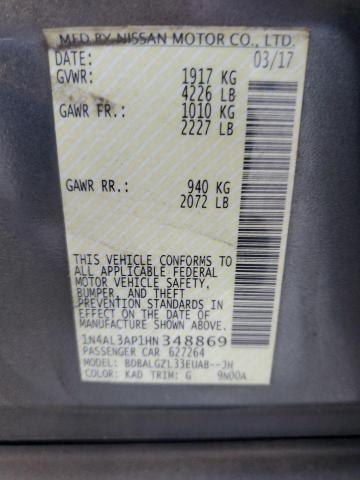 MFD BY NISSAN MOTOR CO., LTD.
DATE: 03/17
GVWR: 1917 KG
4226 LB
GAWR FR.: 1010 KG
2227 LB
GAWR RR.: 940 KG
2072 LB
THIS VEHICLE CONFORMS TO
ALL APPLICABLE FEDERAL
MOTOR VEHICLE SAFETY,
BUMPER, AND THEFT
PREVENTION STANDARDS IN
EFFECT ON THE DATE OF
MANUFACTURE SHOWN ABOVE.
1N4AL3AP1HN348869
PASSENGER CAR 627264
MODEL: BDBALGZL33EUAB--JH
COLOR: KAD TRIM: G 9N00A